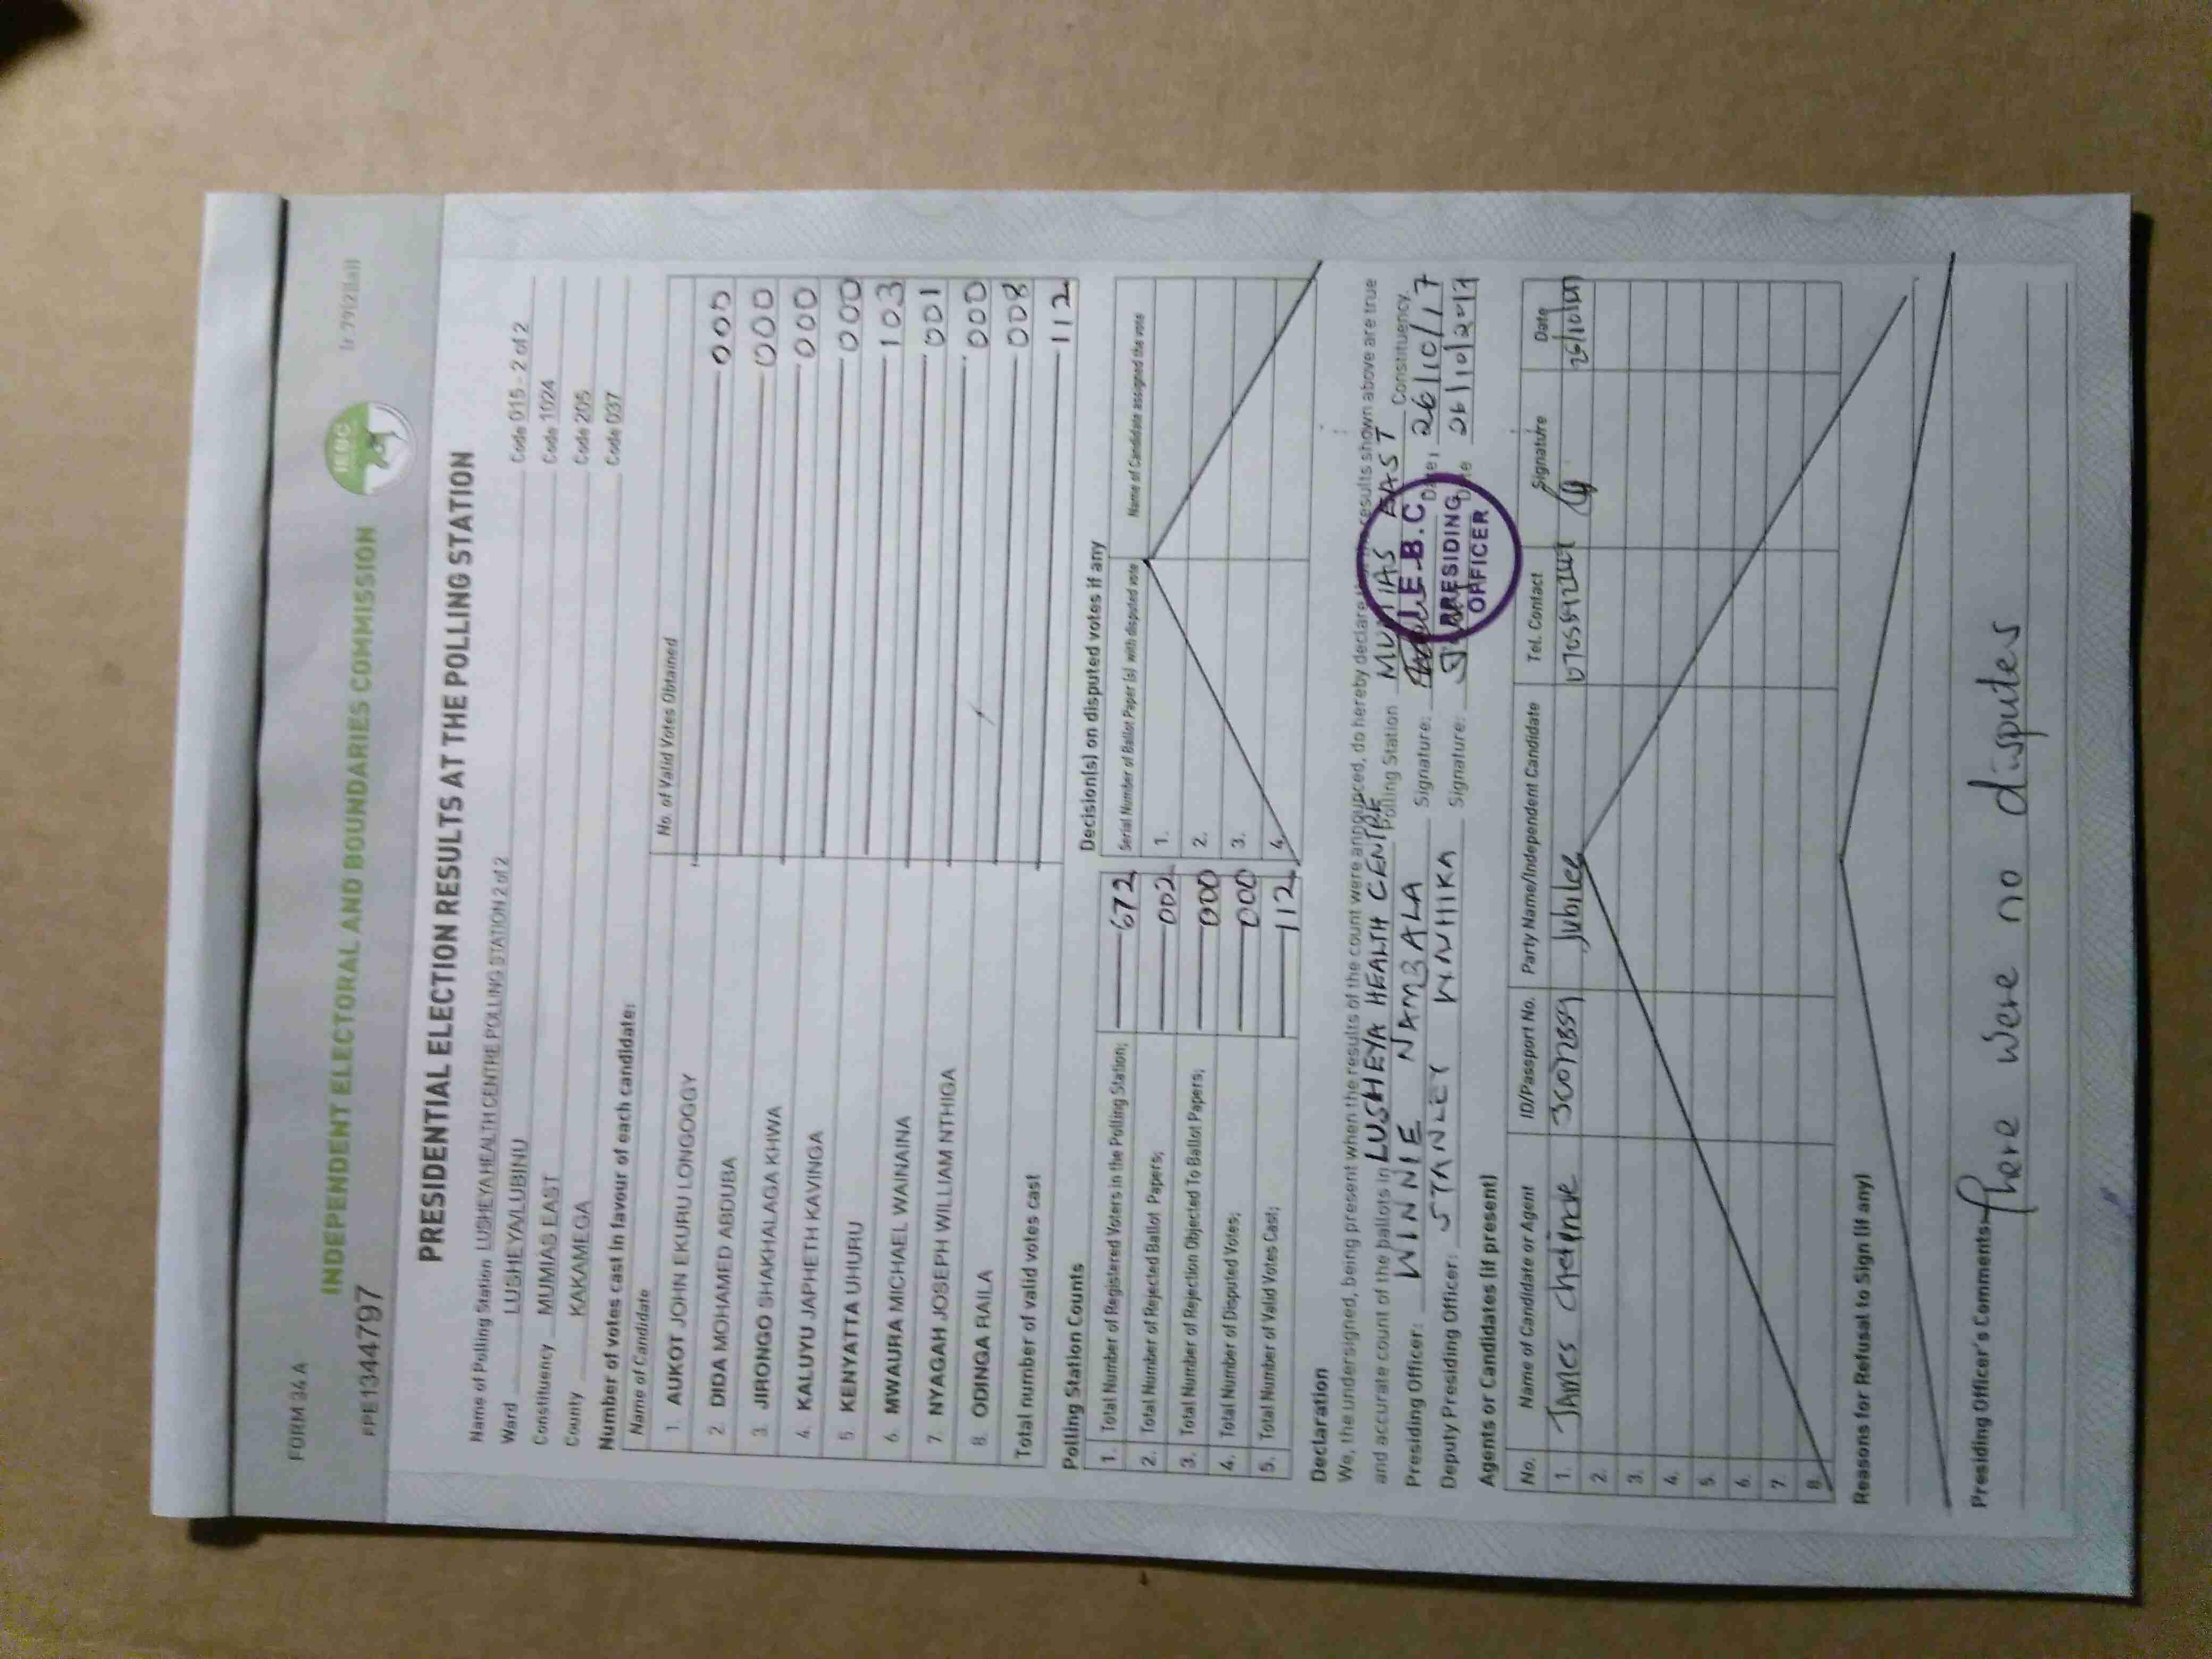 FORM 34 A
PE1344797
INDEPENDENT ELECTORAL AND BOUNDARIES COMMISSION
IEBC
PRESIDENTIAL ELECTION RESULTS AT THE POLLING STATION
Name of Polling Station LUSHEYA HEALTH CENTRE POLLING STATION 2 of 2 Code 015 - 2 of 2
Ward LUSHEYA/LUBINU Code 1024
Constituency MUMIAS EAST Code 205
County KAKAMEGA Code 037
Number of votes cast in favour of each candidate:
Name of Candidate No. of Valid Votes Obtained
1. AUKOT JOHN EKURU LONGOGGY 000
2. DIDA MOHAMED ABDUBA 000
3. JIRONGO SHAKHALAGA KHWA 000
4. KALUYU JAPHETH KAVINGA 000
5. KENYATTA UHURU 103
6. MWAURA MICHAEL WAINAINA 001
7. NYAGAH JOSEPH WILLIAM NTHIGA 000
8. ODINGA RAILA 008
Total number of valid votes cast 112
Polling Station Counts
1. Total Number of Registered Voters in the Polling Station; 672
2. Total Number of Rejected Ballot Papers; 002
3. Total Number of Rejection Objected To Ballot Papers; 000
4. Total Number of Disputed Votes; 000
5. Total Number of Valid Votes Cast; 112
Decision(s) on disputed votes if any
Serial Number of Ballot Paper (s) with disputed vote Name of Candidate assigned the vote
1.
2.
3.
4.
Declaration
We, the undersigned, being present when the results of the count were announced, do hereby declare results shown above are true
and accurate count of the ballots in LUSHEYA HEALTH CENTRE Polling Station MUMIAS EAST Constituency.
Presiding Officer: WINNIE NAMBALA Signature: Date: 26/10/17
Deputy Presiding Officer: STANLEY Signature: Date 26/10/2017
I.E.B.C
PRESIDING
OFFICER
Agents or Candidates (if present)
No. Name of Candidate or Agent ID/Passport No. Party Name/Independent Candidate Tel. Contact Signature Date
1. JAMES Jubilee
2.
3.
4.
5.
6.
7.
8.
Reasons for Refusal to Sign (if any)
Presiding Officer's Comments: There were no disputes